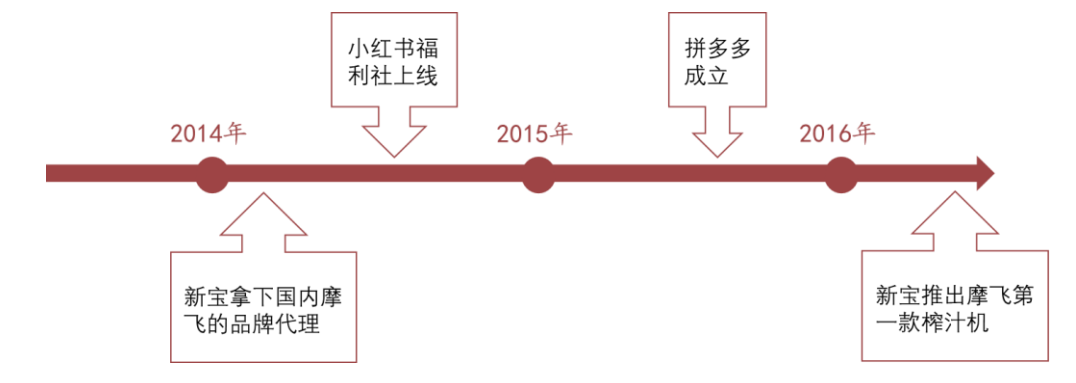 小红书福
利社上线
拼多多
成立
2014年
2015年
2016年
新宝拿下国内摩
飞的品牌代理
新宝推出摩飞第
一款榨汁机